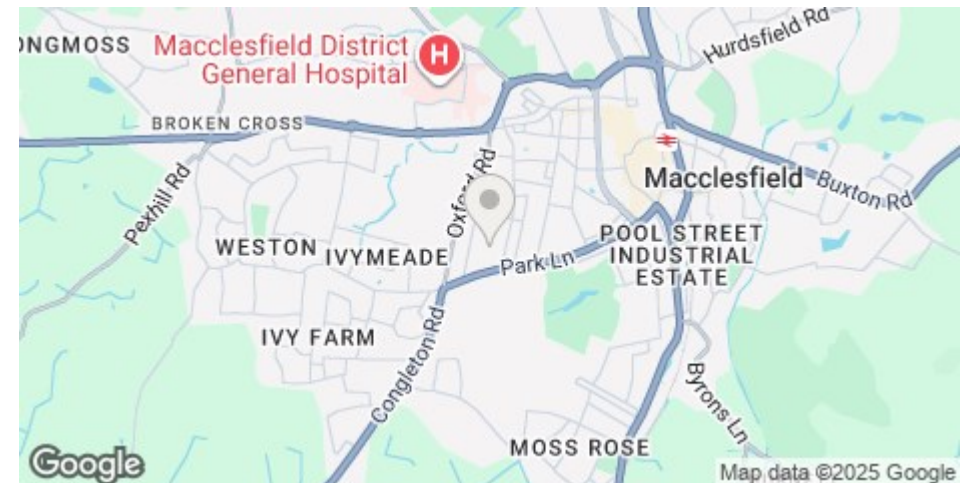 ONGMOSS
Macclesfield District
General Hospital
H
Hurdsfield Rd
BROKEN CROSS
Pexhill Rd
Oxford Rd
Macclesfield
Buxton Rd
WESTON
IVYMEADE
Park Ln
POOL STREET
INDUSTRIAL
ESTATE
IVY FARM
Congleton Rd
Byrons Ln
MOSS ROSE
Google
Map data ©2025 Google